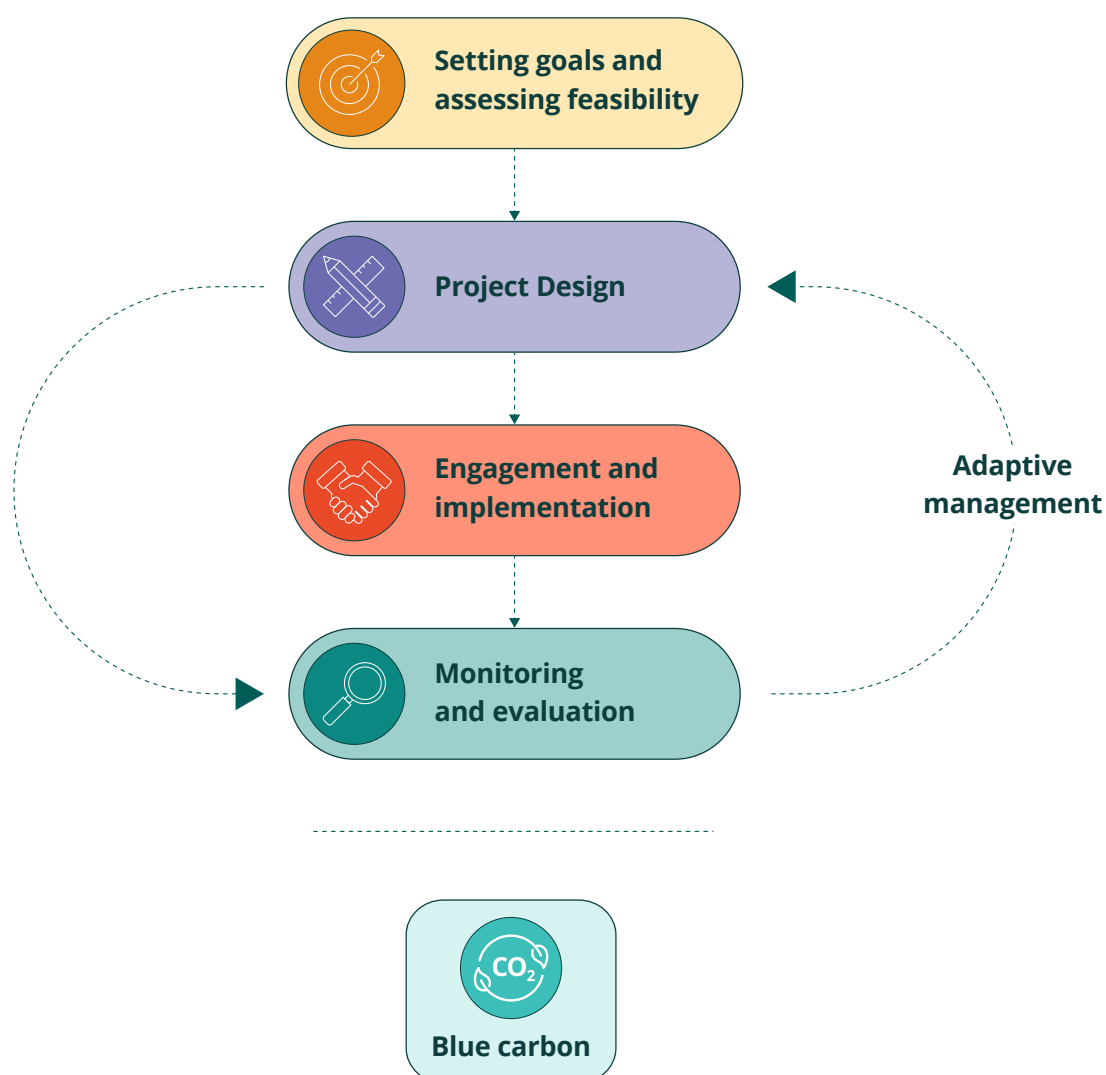 Setting goals and
assessing feasibility
Project Design
Engagement and
implementation
Adaptive
management
Monitoring
and evaluation
CO₂
Blue carbon